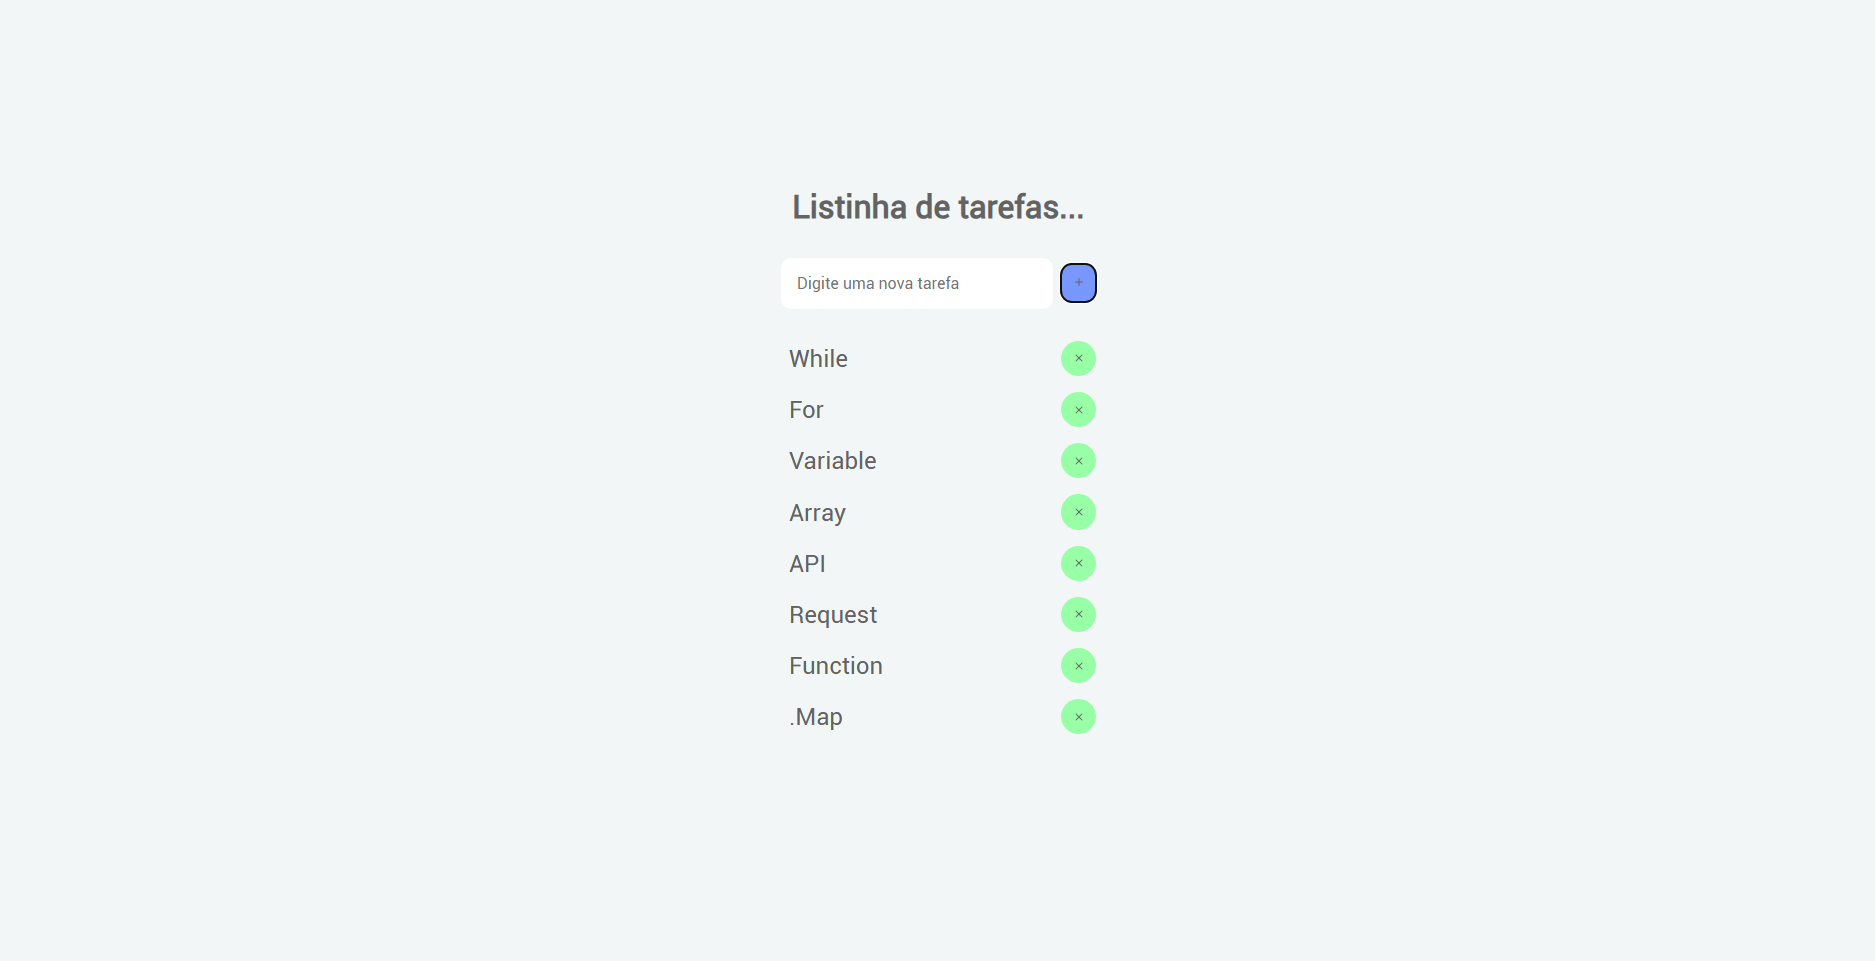 Listinha de tarefas...
Digite uma nova tarefa +
While ×
For ×
Variable ×
Array ×
API ×
Request ×
Function ×
.Map ×